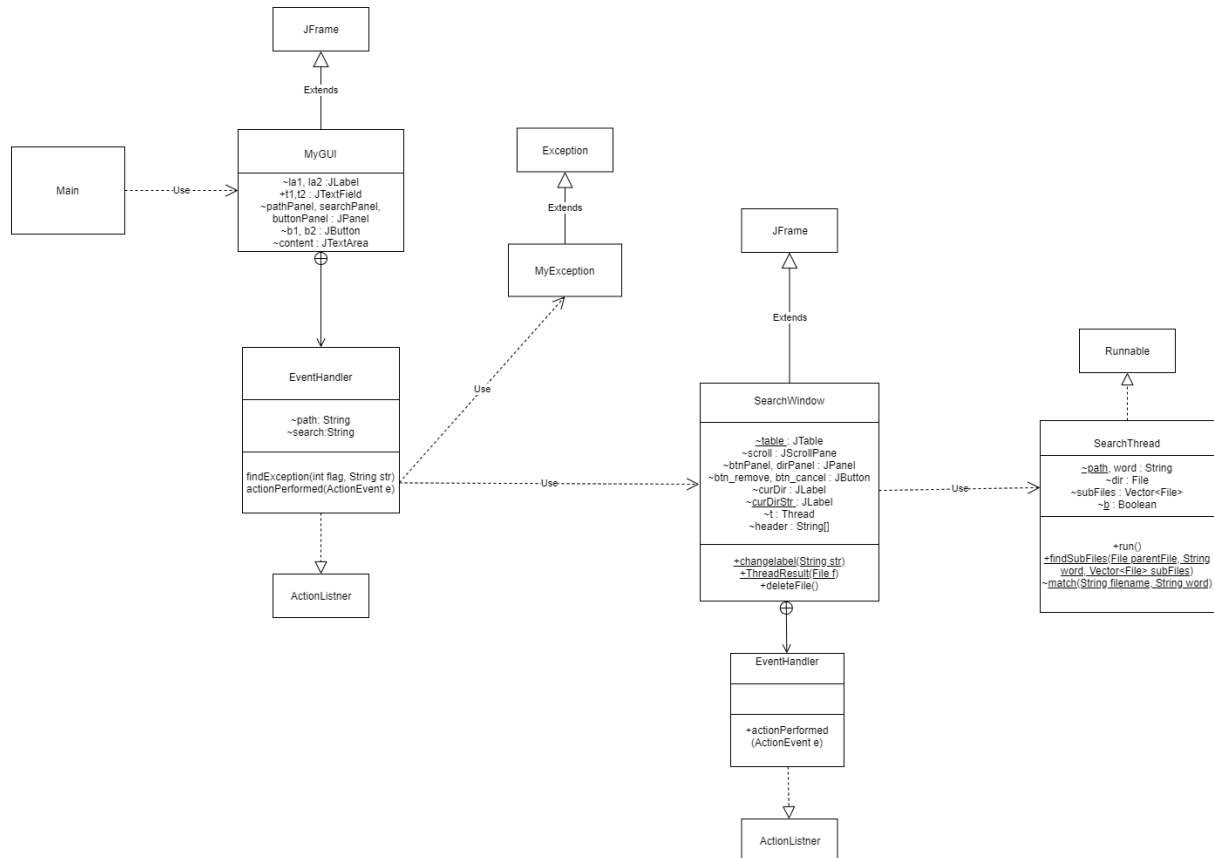 JFrame
Extends
MyGUI
~la1, la2 :JLabel
+t1,t2 : JTextField
~pathPanel, searchPanel,
buttonPanel : JPanel
~b1, b2 : JButton
~content : JTextArea
Main
Use
Exception
Extends
MyException
EventHandler
~path: String
~search:String
findException(int flag, String str)
actionPerformed(ActionEvent e)
Use
Use
ActionListner
JFrame
Extends
SearchWindow
~table : JTable
~scroll : JScrollPane
~btnPanel, dirPanel : JPanel
~btn_remove, btn_cancel : JButton
~curDir : JLabel
~curDirStr : JLabel
~t : Thread
~header : String[]
+changelabel(String str)
+ThreadResult(File f)
+deleteFile()
Use
Runnable
SearchThread
~path, word : String
~dir : File
~subFiles : Vector<File>
~b : Boolean
+run()
+findSubFiles(File parentFile, String
word, Vector<File> subFiles)
~match(String filename, String word)
EventHandler
+actionPerformed
(ActionEvent e)
ActionListner